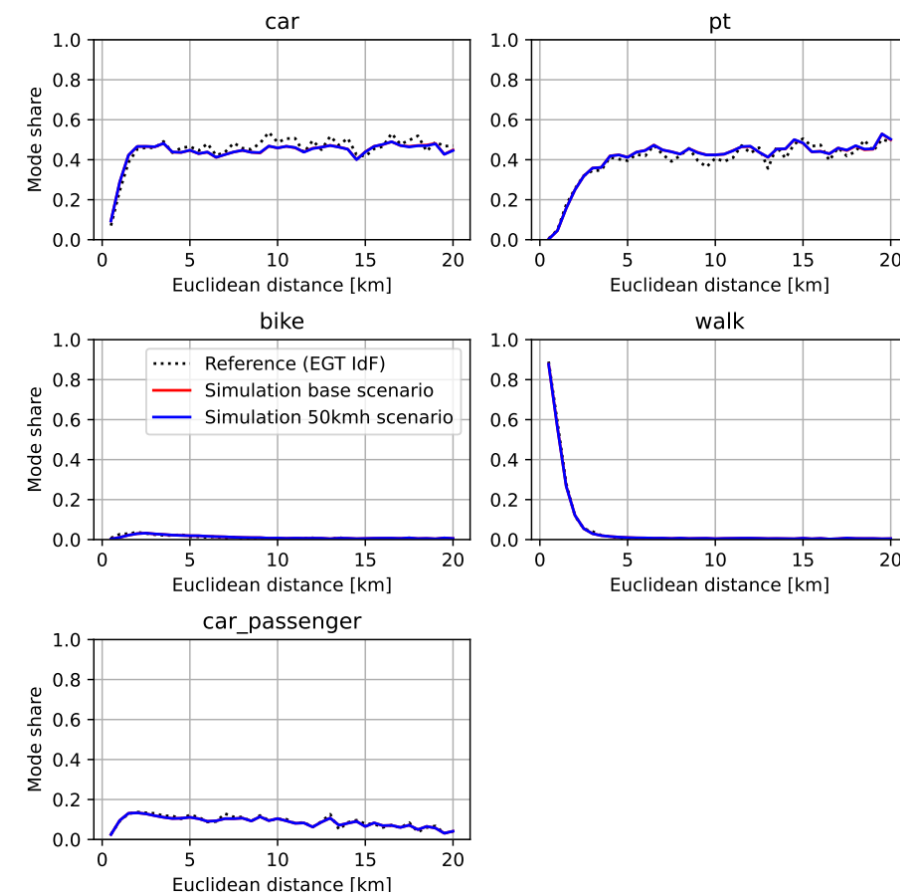 car
1.0
0.8
0.6
0.4
0.2
0.0
Mode share
0 5 10 15 20
Euclidean distance [km]
pt
1.0
0.8
0.6
0.4
0.2
0.0
0 5 10 15 20
Euclidean distance [km]
bike
1.0
0.8
0.6
0.4
0.2
0.0
Mode share
Reference (EGT IdF)
Simulation base scenario
Simulation 50kmh scenario
0 5 10 15 20
Euclidean distance [km]
walk
1.0
0.8
0.6
0.4
0.2
0.0
0 5 10 15 20
Euclidean distance [km]
car_passenger
1.0
0.8
0.6
0.4
0.2
0.0
Mode share
0 5 10 15 20
Euclidean distance [km]